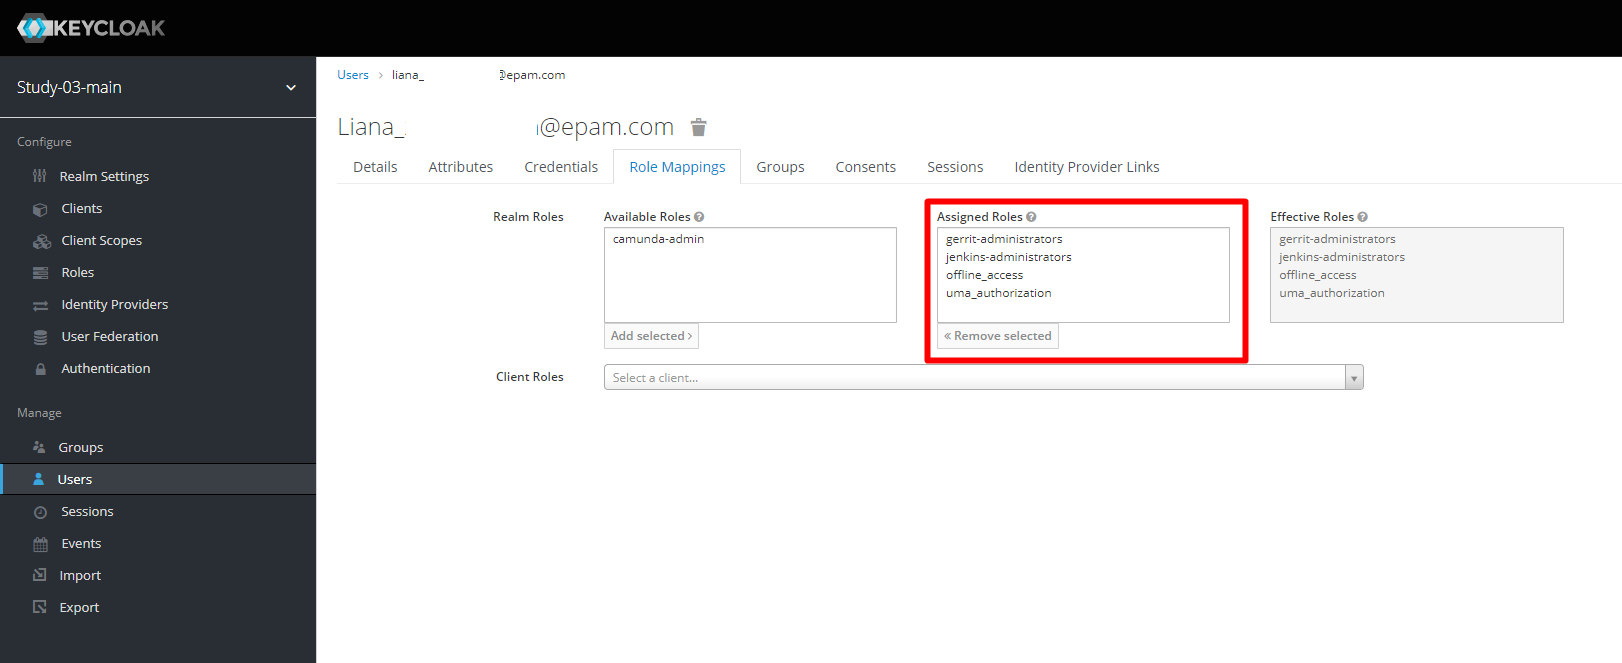 KEYCLOAK
Study-03-main
Configure
Realm Settings
Clients
Client Scopes
Roles
Identity Providers
User Federation
Authentication
Manage
Groups
Users
Sessions
Events
Import
Export
Users > liana_ @epam.com
Liana_ @epam.com
Details Attributes Credentials Role Mappings Groups Consents Sessions Identity Provider Links
Realm Roles
Available Roles
camunda-admin
Add selected >
Assigned Roles
gerrit-administrators
jenkins-administrators
offline_access
uma_authorization
« Remove selected
Effective Roles
gerrit-administrators
jenkins-administrators
offline_access
uma_authorization
Client Roles
Select a client...